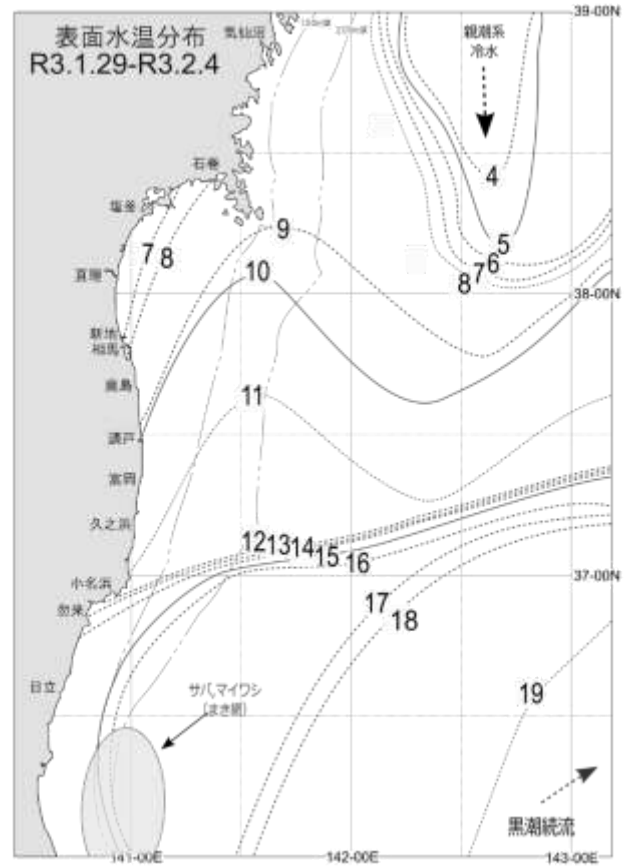 表面水温分布
R3.1.29-R3.2.4
気仙沼
39-00N
親潮系
冷水
4
石巻
塩釜
9
5
7
8
6
7
8
亘理
10
38-00N
新地
相馬
鹿島
11
請戸
富岡
久之浜
12
13
14
15
16
小名浜
37-00N
勿来
17
18
日立
サバ、マイワシ
(まき網)
19
黒潮続流
141-00E
142-00E
143-00E